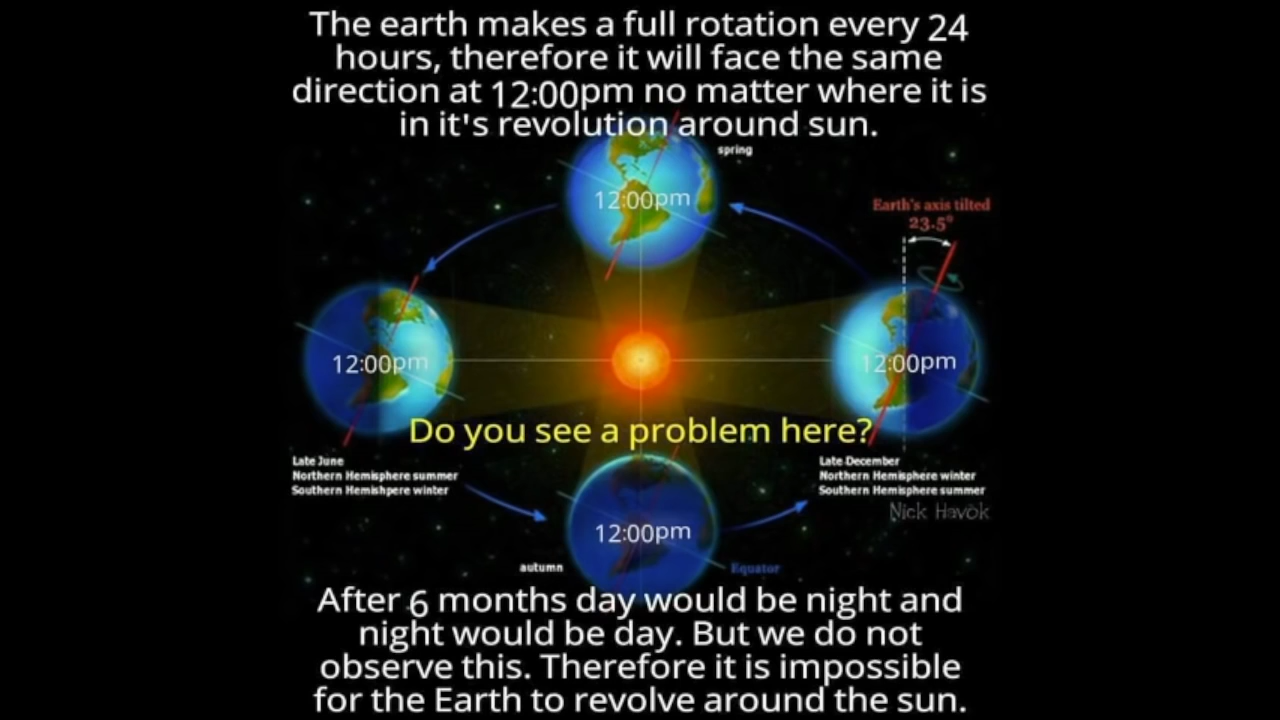 The earth makes a full rotation every 24
hours, therefore it will face the same
direction at 12:00pm no matter where it is
in it's revolution around sun.
spring
12:00pm
Earth's axis tilted
23.5°
12:00pm
12:00pm
Do you see a problem here?
Late June
Northern Hemisphere summer
Southern Hemishpere winter
Late December
Northern Hemisphere winter
Southern Hemisphere summer
Nick Havok
12:00pm
autumn
Equator
After 6 months day would be night and
night would be day. But we do not
observe this. Therefore it is impossible
for the Earth to revolve around the sun.